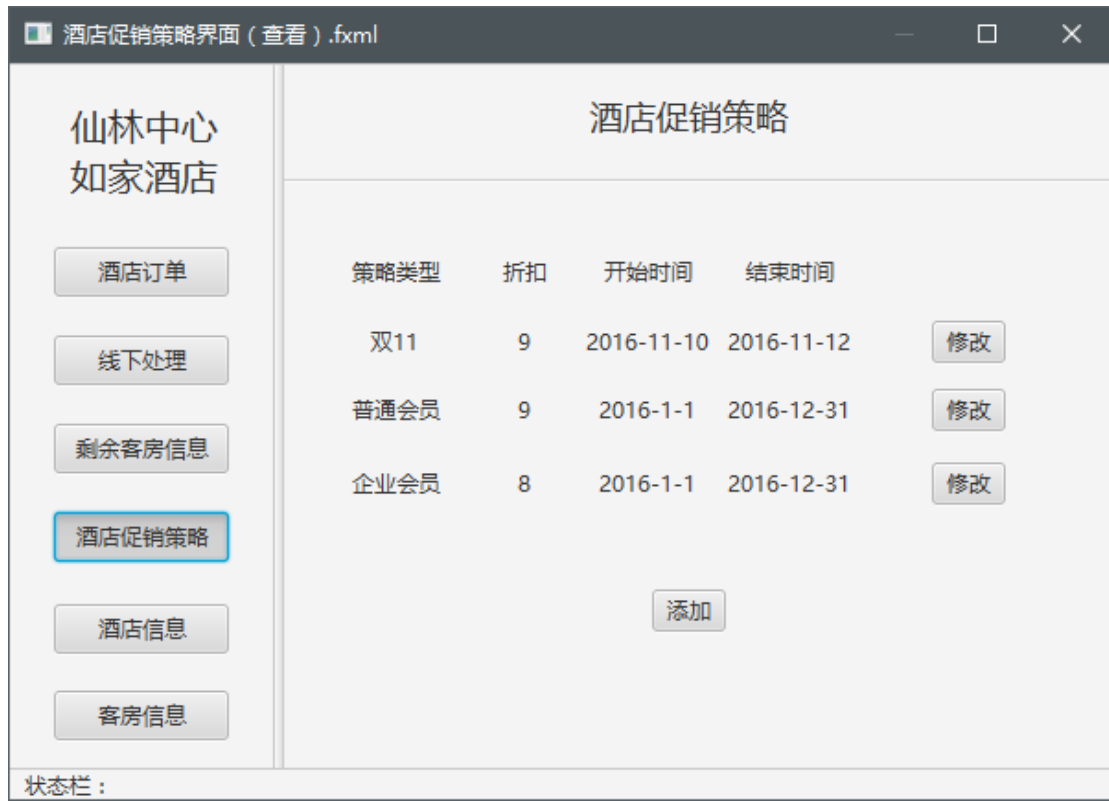 酒店促销策略界面（查看）.fxml
仙林中心
如家酒店
酒店订单
线下处理
剩余客房信息
酒店促销策略
酒店信息
客房信息
酒店促销策略
策略类型 折扣 开始时间 结束时间
双11 9 2016-11-10 2016-11-12 修改
普通会员 9 2016-1-1 2016-12-31 修改
企业会员 8 2016-1-1 2016-12-31 修改
添加
状态栏：